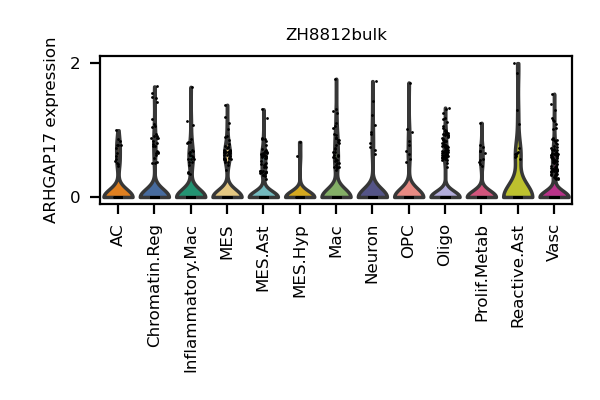 ZH8812bulk
ARHGAP17 expression
2
0
AC
Chromatin.Reg
Inflammatory.Mac
MES
MES.Ast
MES.Hyp
Mac
Neuron
OPC
Oligo
Prolif.Metab
Reactive.Ast
Vasc